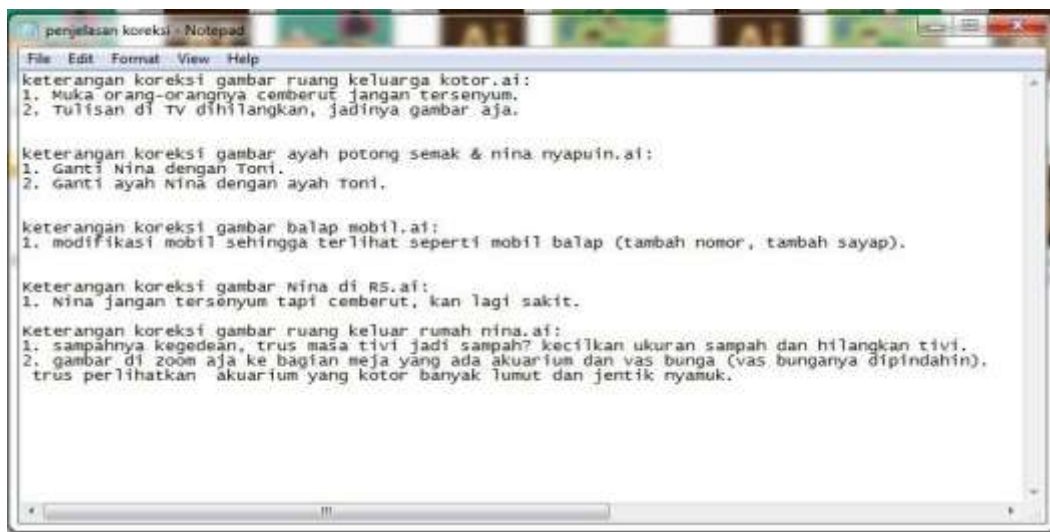 penjelasan koreksi - Notepad
File Edit Format View Help
keterangan koreksi gambar ruang keluarga kotor.ai:
1. Muka orang-orangnya cemberut jangan tersenyum.
2. Tulisan di TV dihilangkan, jadinya gambar aja.
keterangan koreksi gambar ayah potong semak & nina nyapuin.ai:
1. Ganti Nina dengan Toni.
2. Ganti ayah Nina dengan ayah Toni.
keterangan koreksi gambar balap mobil.ai:
1. modifikasi mobil sehingga terlihat seperti mobil balap (tambah nomor, tambah sayap).
Keterangan koreksi gambar Nina di RS.ai:
1. Nina jangan tersenyum tapi cemberut, kan lagi sakit.
Keterangan koreksi gambar ruang keluar rumah nina.ai:
1. sampahnya kegedean, trus masa tivi jadi sampah? kecilkan ukuran sampah dan hilangkan tivi.
2. gambar di zoom aja ke bagian meja yang ada akuarium dan vas bunga (vas bunganya dipindahin).
trus perlihatkan akuarium yang kotor banyak lumut dan jentik nyamuk.